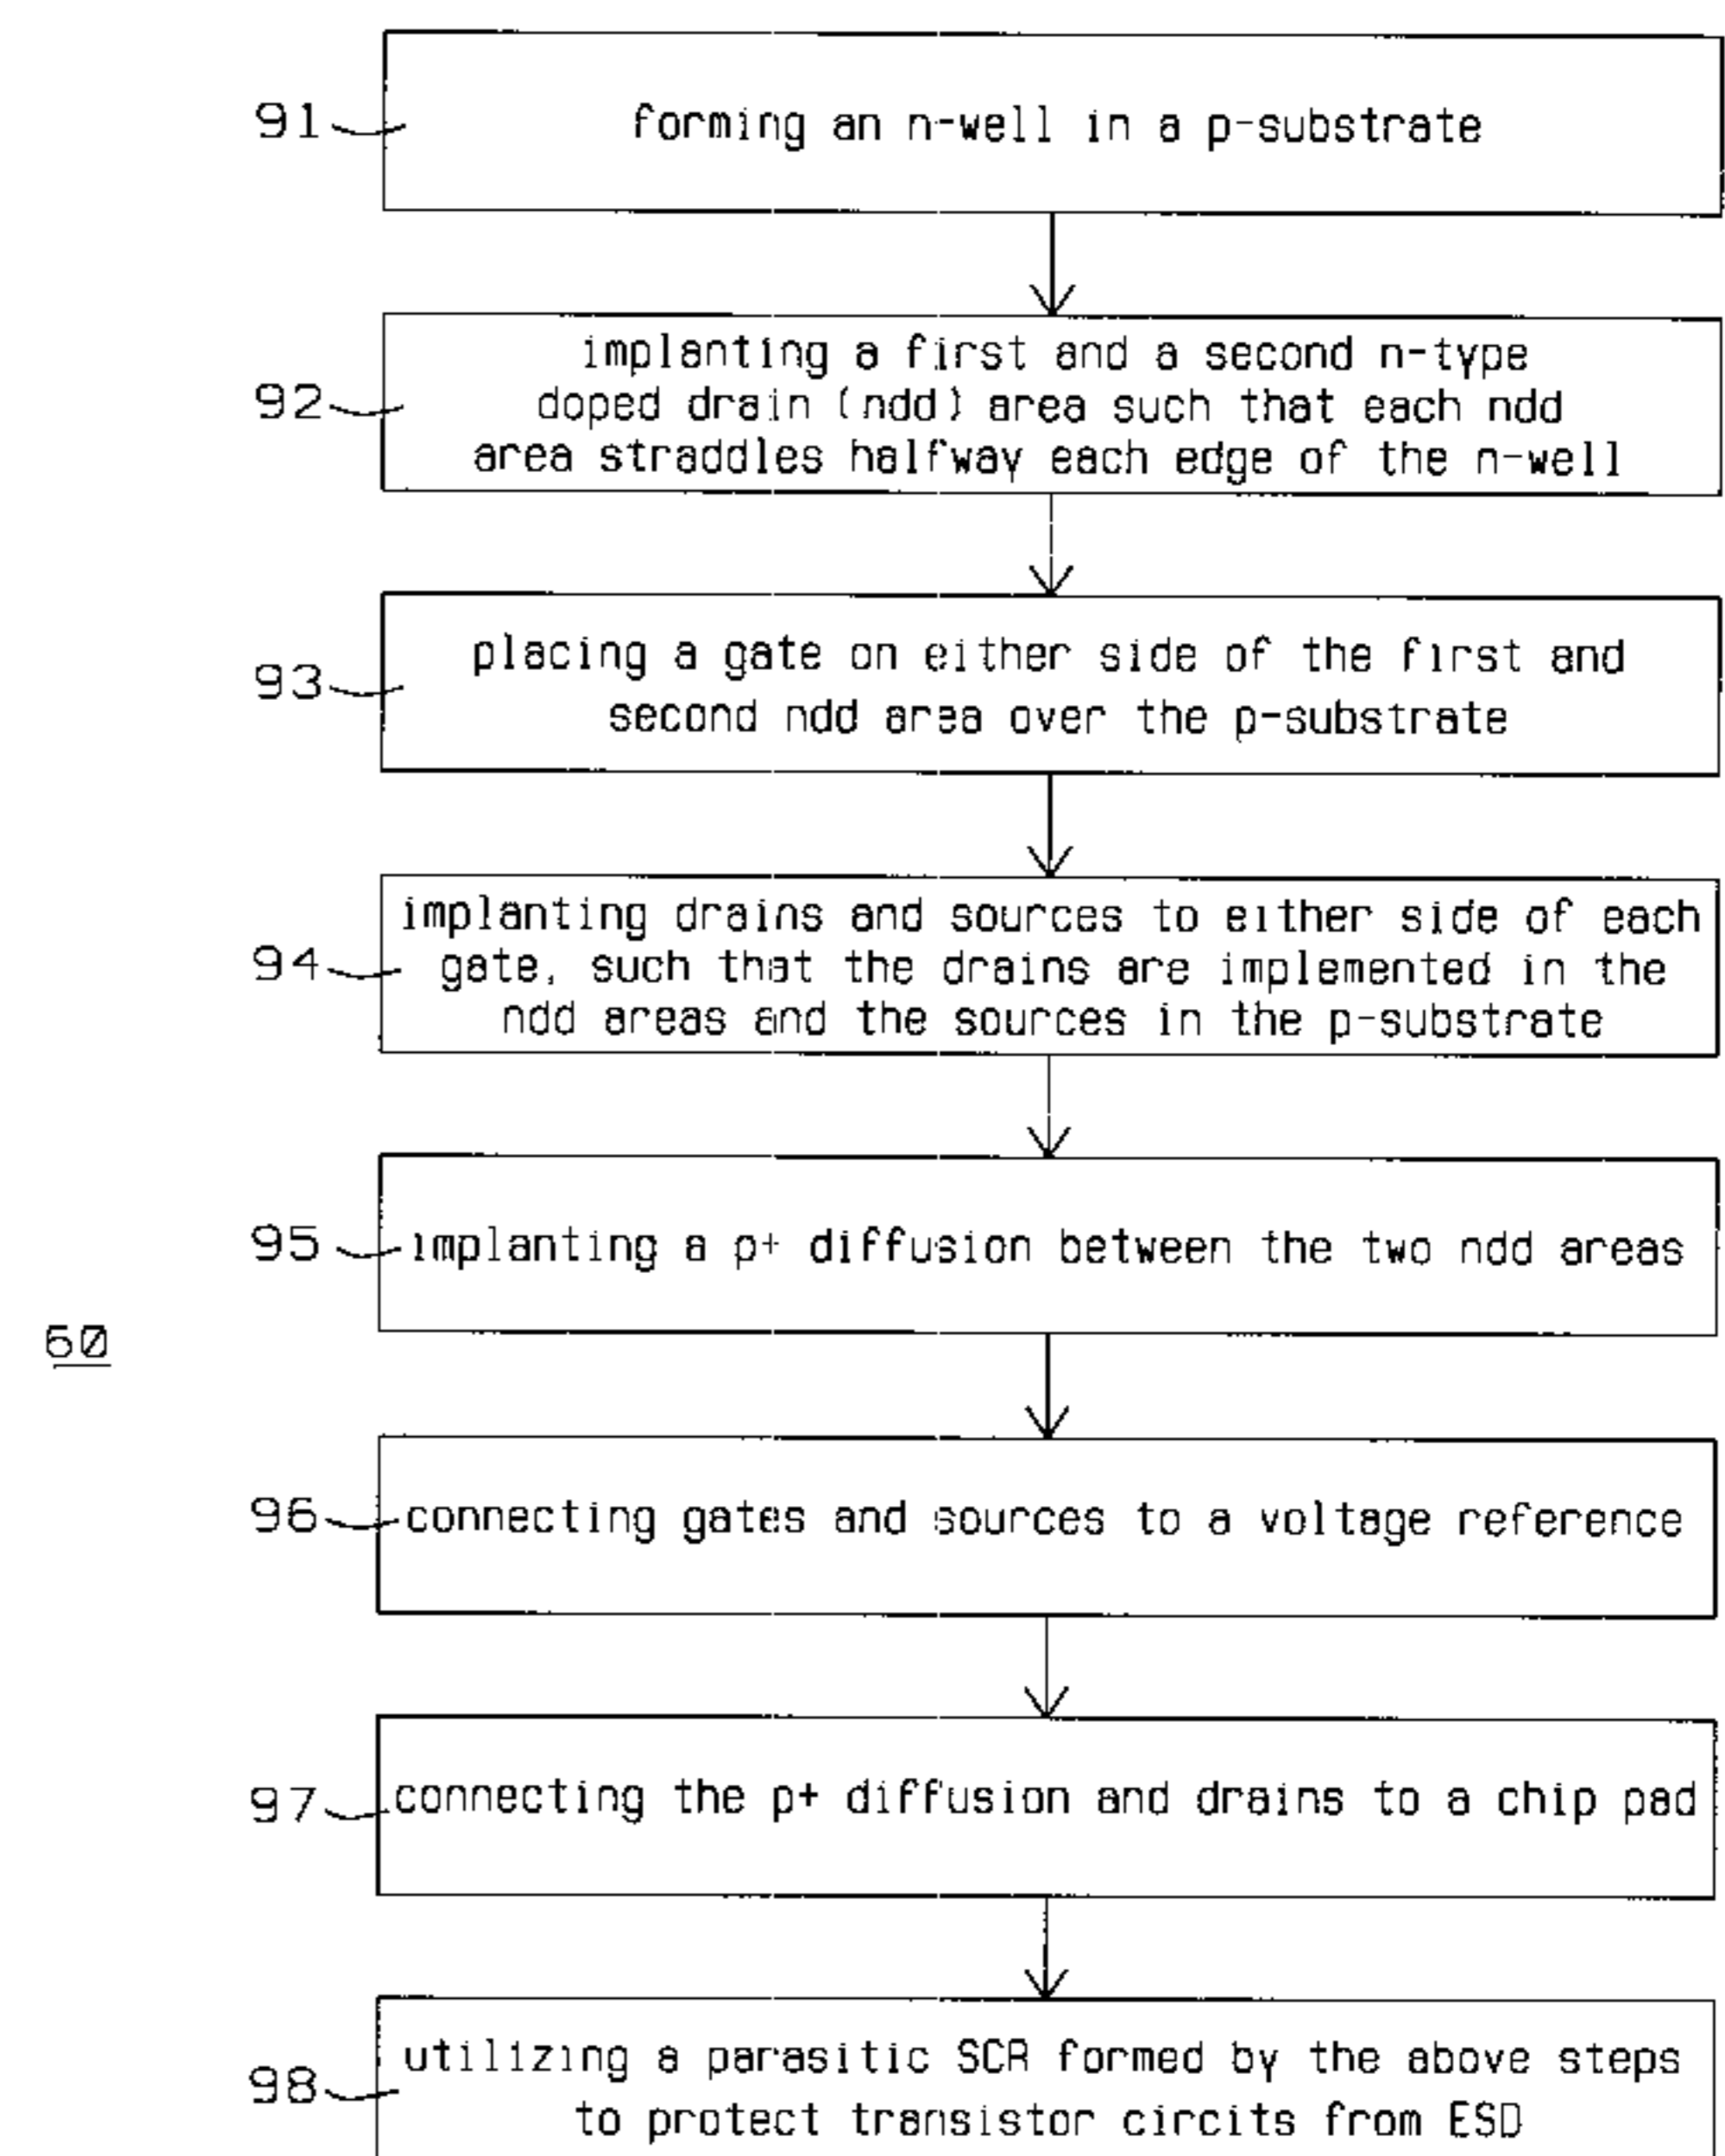 91
forming an n-well in a p-substrate
92
implanting a first and a second n-type
doped drain (ndd) area such that each ndd
area straddles halfway each edge of the n-well
93
placing a gate on either side of the first and
second ndd area over the p-substrate
94
implanting drains and sources to either side of each
gate, such that the drains are implemented in the
ndd areas and the sources in the p-substrate
95
implanting a p+ diffusion between the two ndd areas
60
96
connecting gates and sources to a voltage reference
97
connecting the p+ diffusion and drains to a chip pad
98
utilizing a parasitic SCR formed by the above steps
to protect transistor circits from ESD